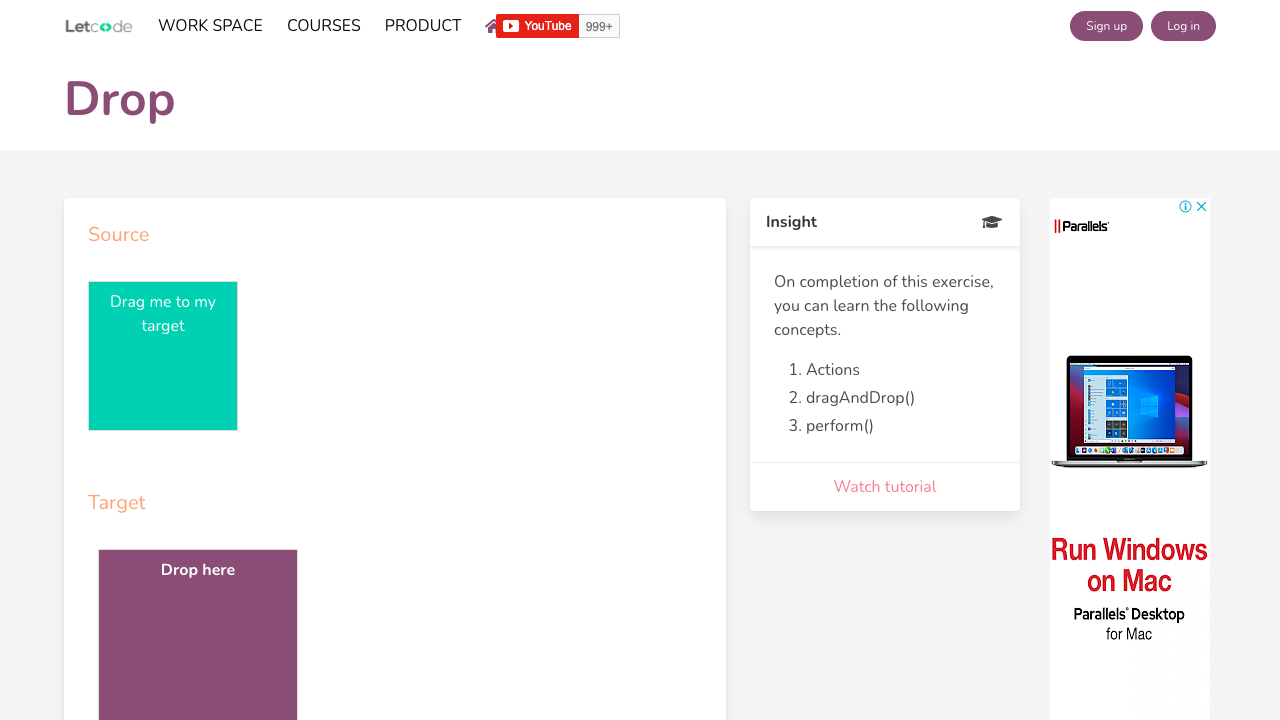 Letcode
WORK SPACE
COURSES
PRODUCT
YouTube
999+
Sign up
Log in
Drop
Source
Drag me to my
target
Target
Drop here
Insight
On completion of this exercise,
you can learn the following
concepts.
1. Actions
2. dragAndDrop()
3. perform()
Watch tutorial
Parallels
Run Windows
on Mac
Parallels® Desktop
for Mac